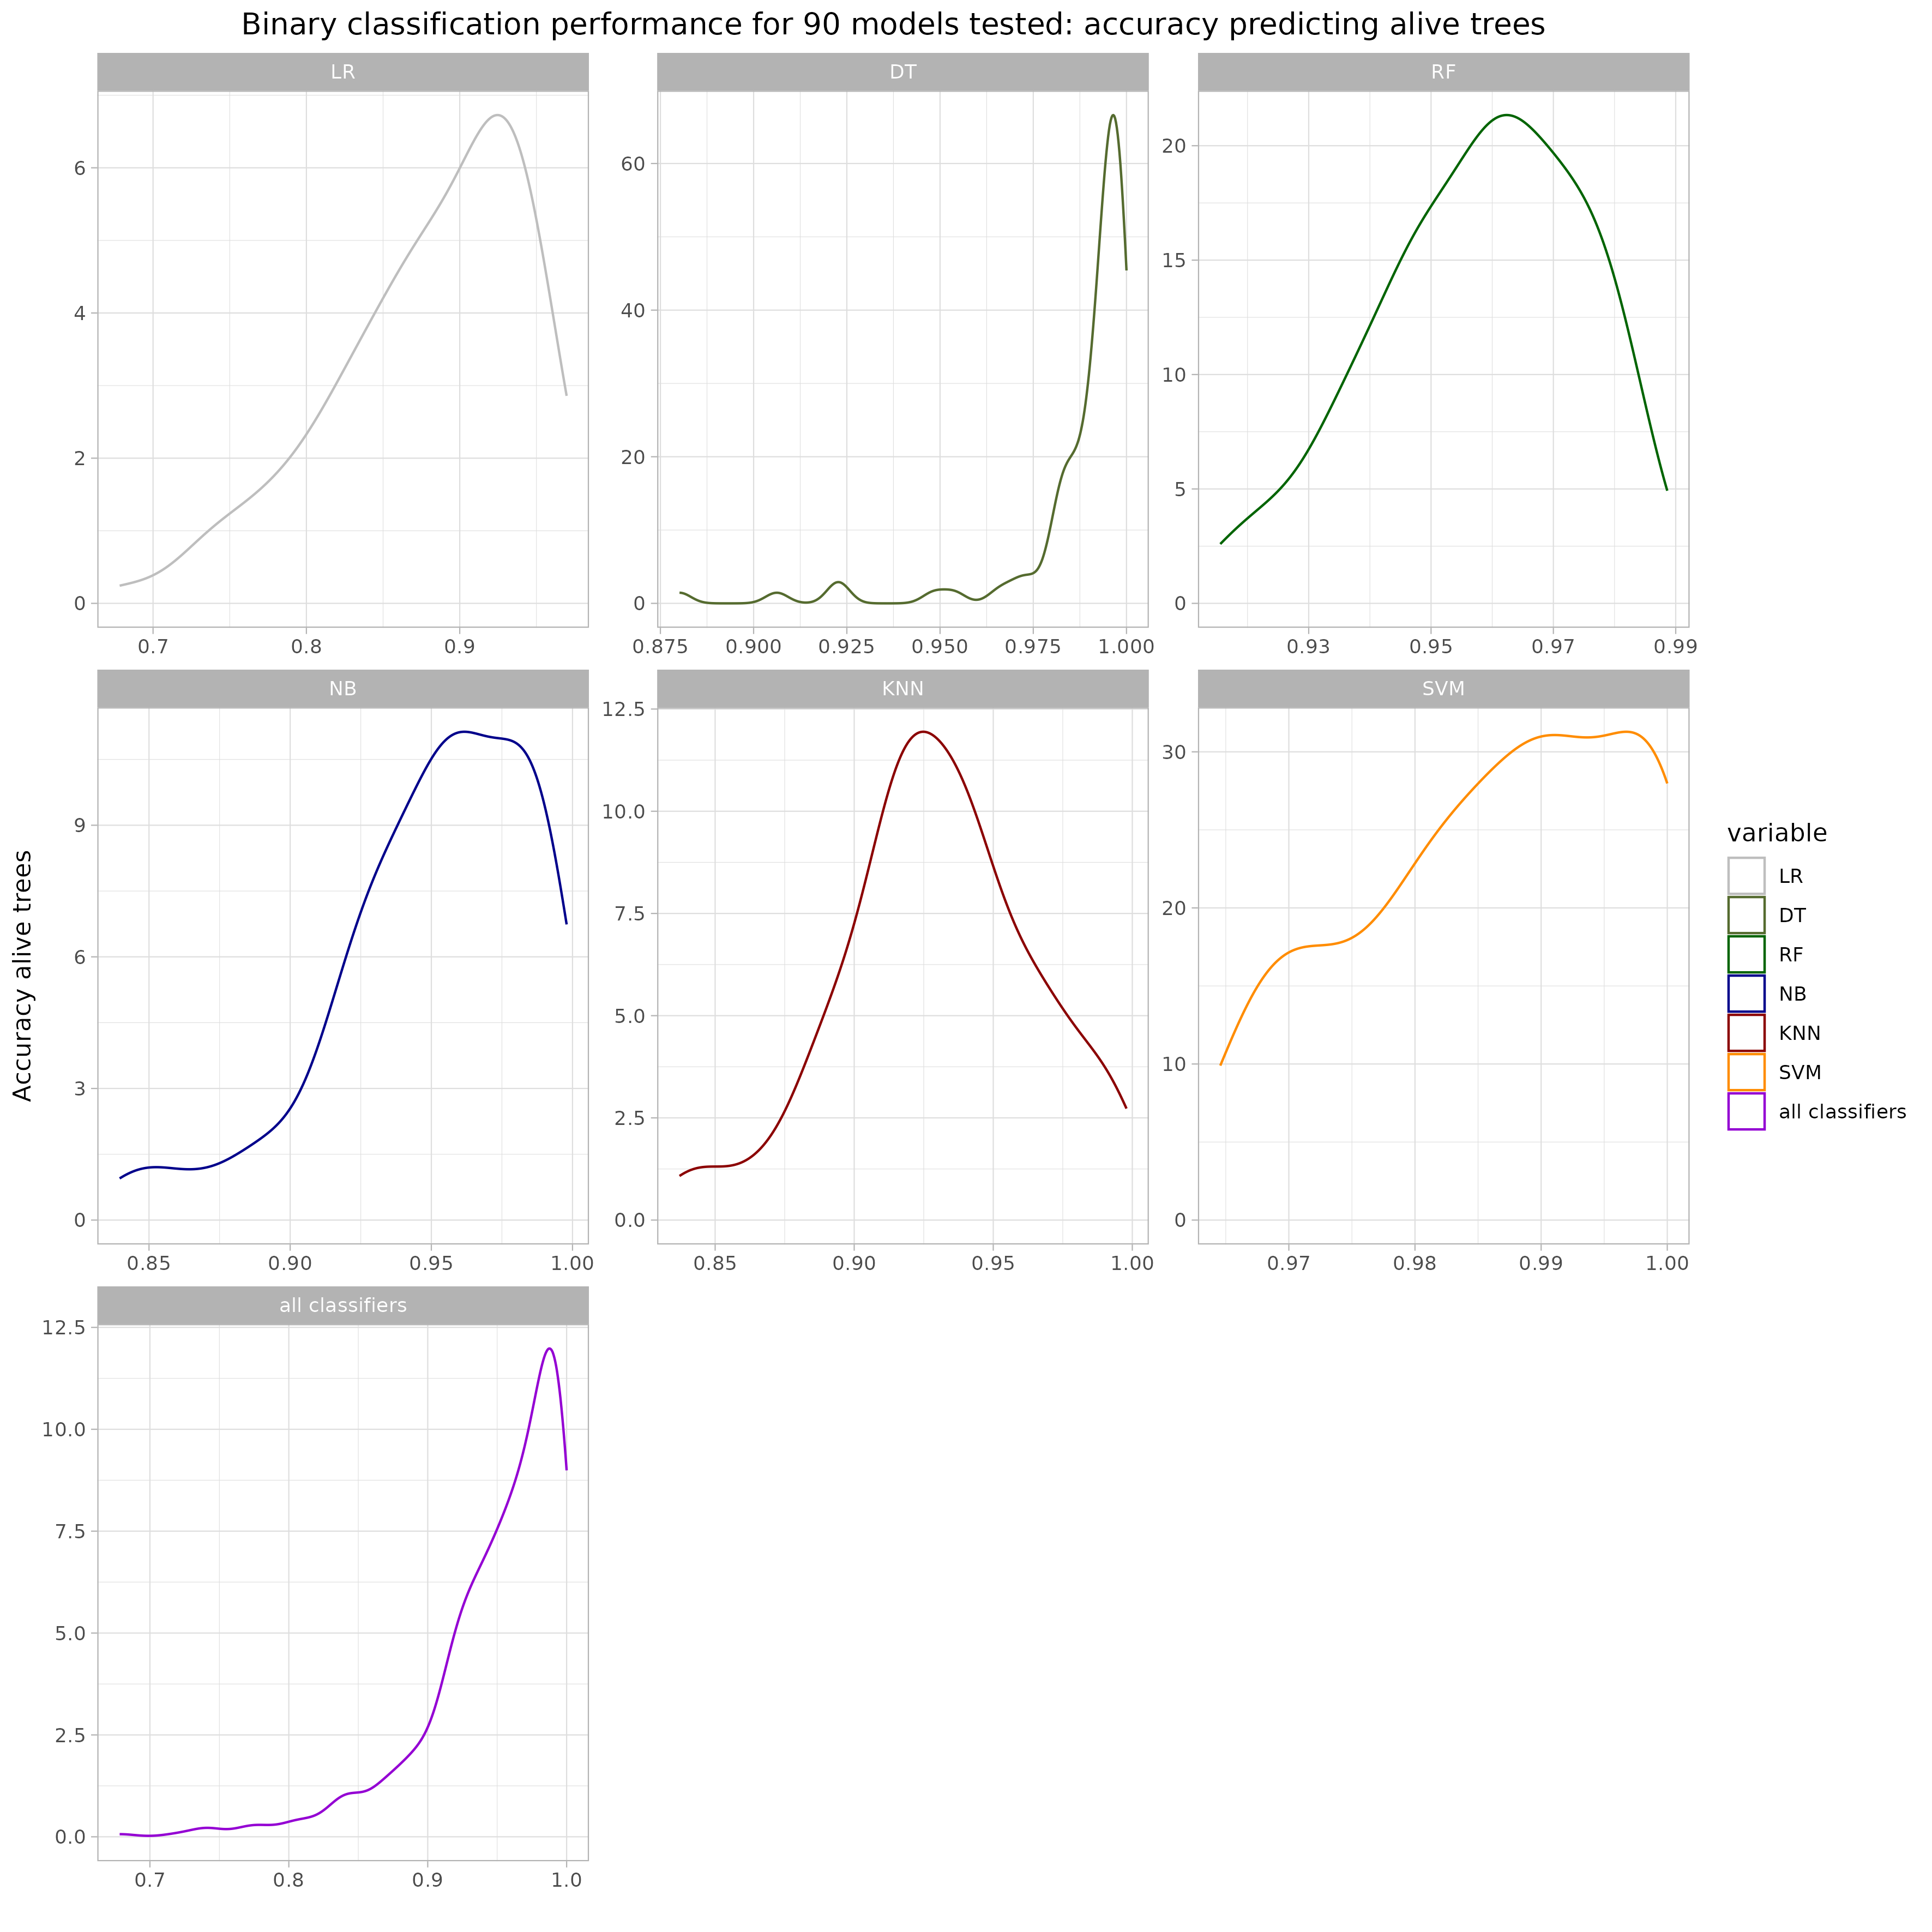 Binary classification performance for 90 models tested: accuracy predicting alive trees
LR
DT
RF
6
4
2
0
0.7 0.8 0.9
60
40
20
0
0.875 0.900 0.925 0.950 0.975 1.000
20
15
10
5
0
0.93 0.95 0.97 0.99
NB
KNN
SVM
9
6
3
0
0.85 0.90 0.95 1.00
12.5
10.0
7.5
5.0
2.5
0.0
0.85 0.90 0.95 1.00
30
20
10
0
0.97 0.98 0.99 1.00
all classifiers
12.5
10.0
7.5
5.0
2.5
0.0
0.7 0.8 0.9 1.0
Accuracy alive trees
variable
LR
DT
RF
NB
KNN
SVM
all classifiers